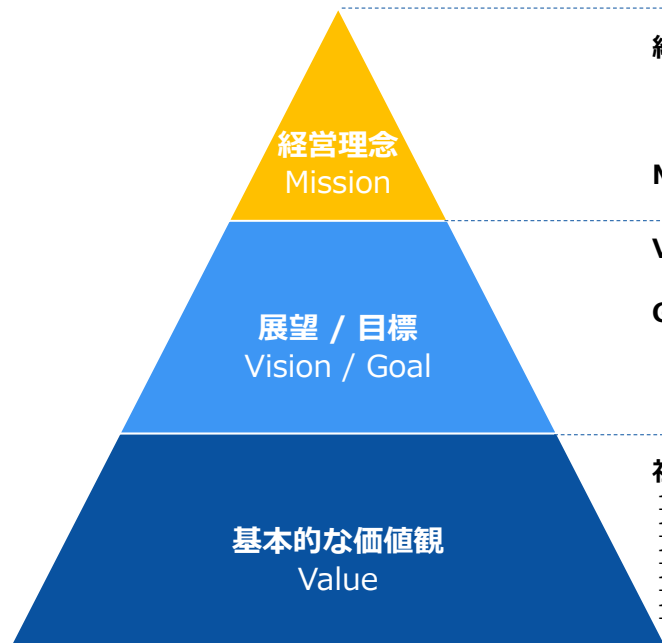 経営理念
Mission
展望 / 目標
Vision / Goal
基本的な価値観
Value